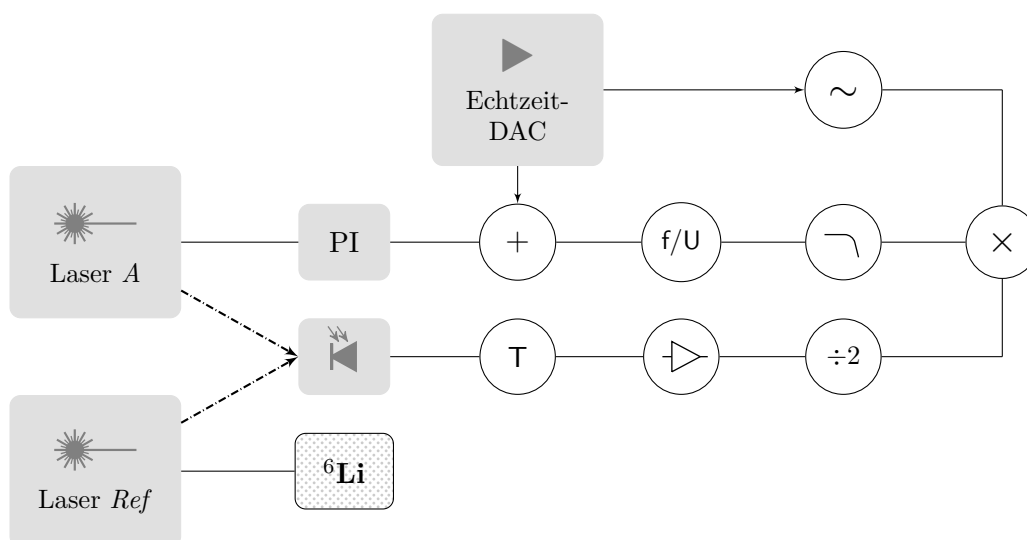 Echtzeit-
DAC
∼
Laser A
PI
+
f/U
×
T
÷2
Laser Ref
⁶Li